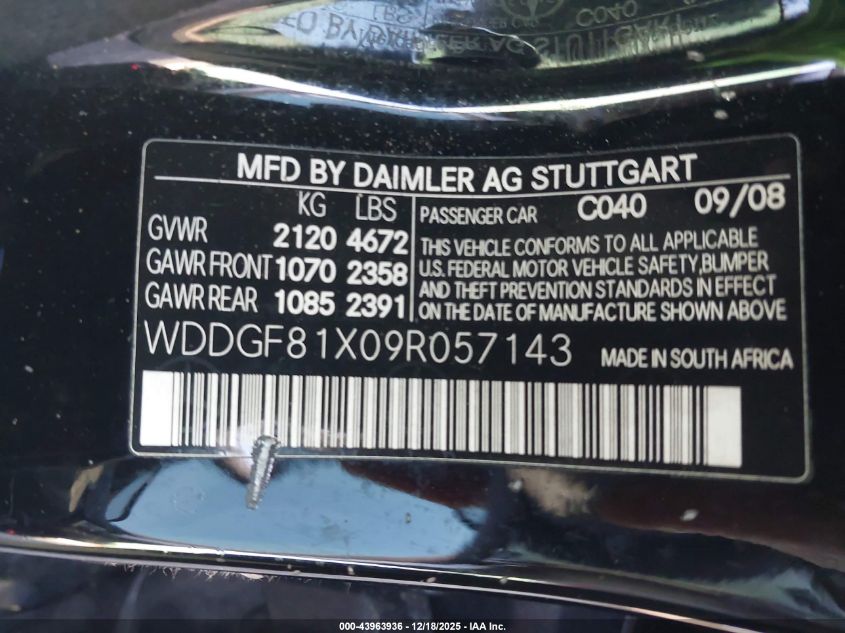 C040
MFD BY DAIMLER AG STUTTGART
KG LBS
GVWR 2120 4672
GAWR FRONT 1070 2358
GAWR REAR 1085 2391
PASSENGER CAR C040 09/08
THIS VEHICLE CONFORMS TO ALL APPLICABLE
U.S. FEDERAL MOTOR VEHICLE SAFETY, BUMPER
AND THEFT PREVENTION STANDARDS IN EFFECT
ON THE DATE OF MANUFACTURE SHOWN ABOVE
WDDGF81X09R057143 MADE IN SOUTH AFRICA
000-43963936 - 12/18/2025 - IAA Inc.